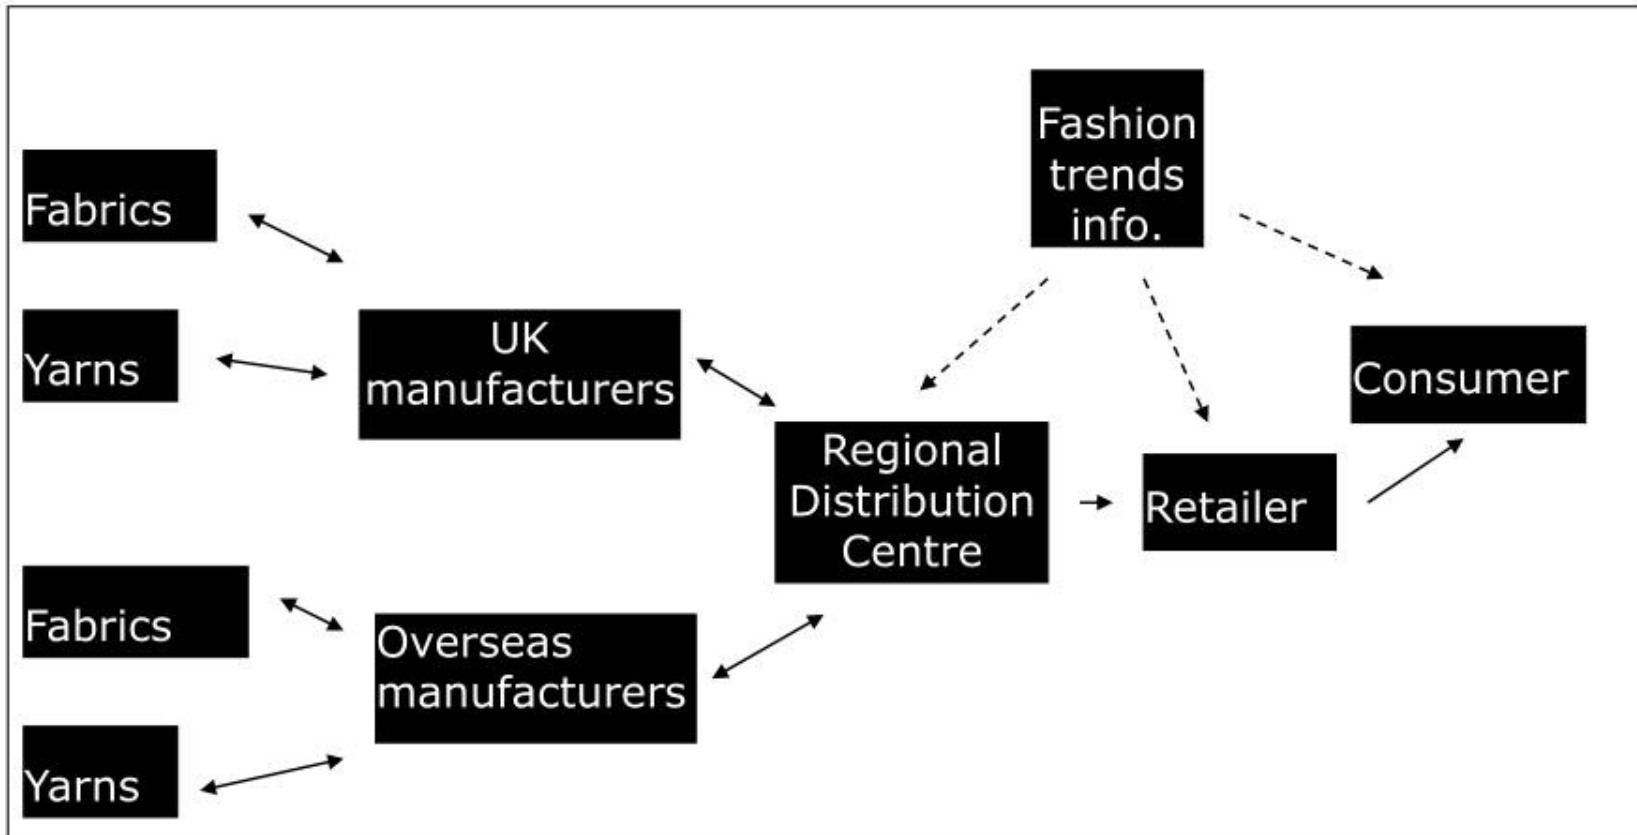 Fashion
trends
info.
Fabrics
Yarns
UK
manufacturers
Consumer
Regional
Distribution
Centre
Retailer
Fabrics
Overseas
manufacturers
Yarns